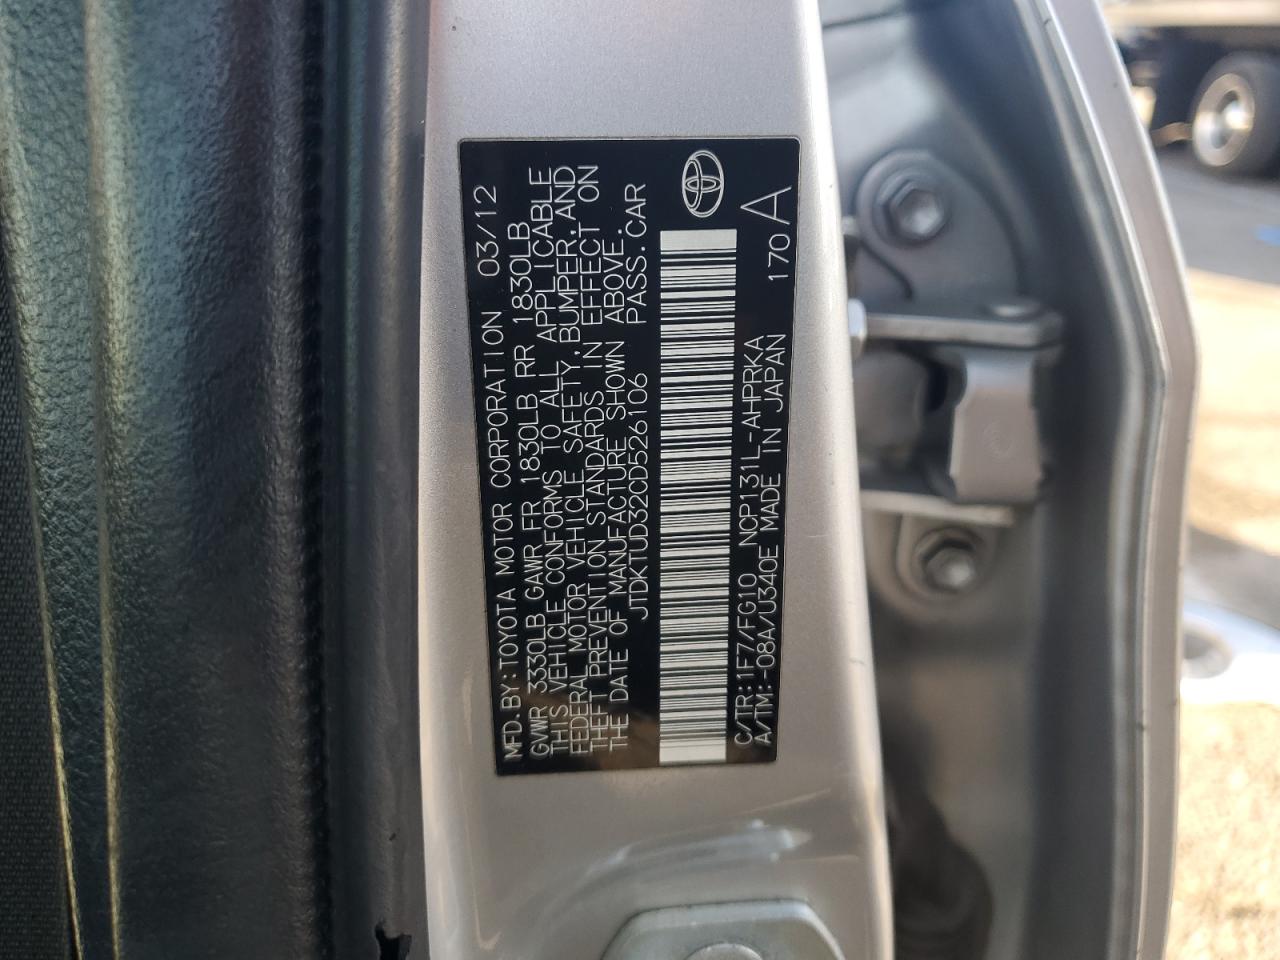 MFD.BY:TOYOTA MOTOR CORPORATION 03/12
GVWR 3330LB GAWR FR 1830LB RR 1830LB
THIS VEHICLE CONFORMS TO ALL APPLICABLE
FEDERAL MOTOR VEHICLE SAFETY,BUMPER,AND
THEFT PREVENTION STANDARDS IN EFFECT ON
THE DATE OF MANUFACTURE SHOWN ABOVE.
JTDKTUD32CD526106 PASS.CAR
C/TR:1F7/FG10 NCP131L-AHPRKA 170A
A/TM:-08A/U340E MADE IN JAPAN